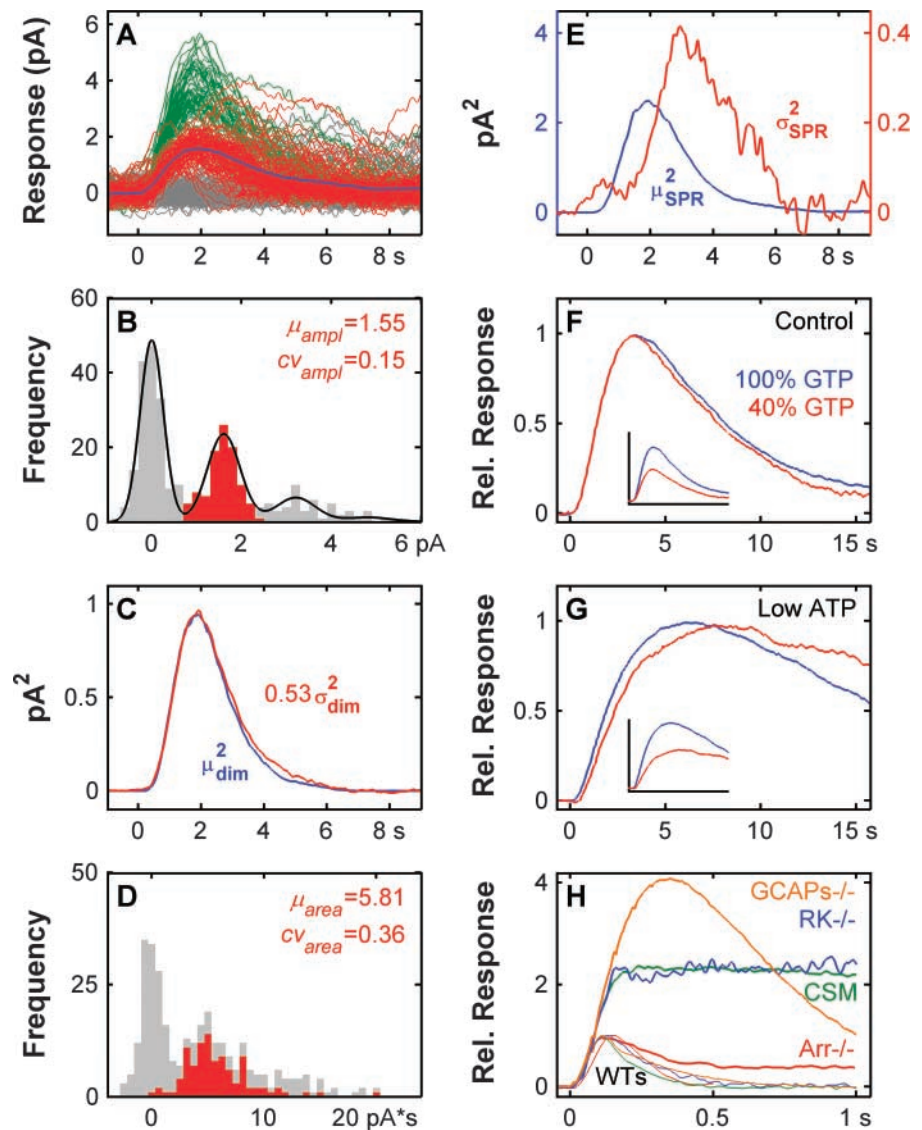 A
Response (pA)
6
4
2
0
0 2 4 6 8 s
B
Frequency
60
40
20
0
μampl=1.55
cvampl=0.15
0 2 4 6 pA
C
pA²
1
0.5
0
0.53σ²dim
μ²dim
0 2 4 6 8 s
D
Frequency
50
25
0
μarea=5.81
cvarea=0.36
0 10 20 pA*s
E
pA²
4
2
0
0.4
0.2
0
σ²SPR
μ²SPR
0 2 4 6 8 s
F
Control
Rel. Response
1
0.5
0
100% GTP
40% GTP
0 5 10 15 s
G
Low ATP
Rel. Response
1
0.5
0
0 5 10 15 s
H
Rel. Response
4
2
0
GCAPs-/-
RK-/-
CSM
Arr-/-
WTs
0 0.5 1 s